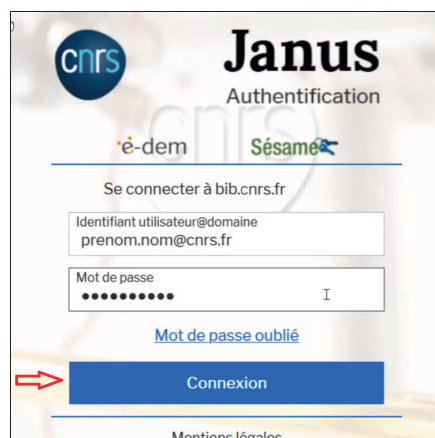 cnrs
Janus
Authentification
é-dem
Sésame
Se connecter à bib.cnrs.fr
Identifiant utilisateur@domaine
prenom.nom@cnrs.fr
Mot de passe
●●●●●●●●●●
Mot de passe oublié
Connexion
Mentions légales